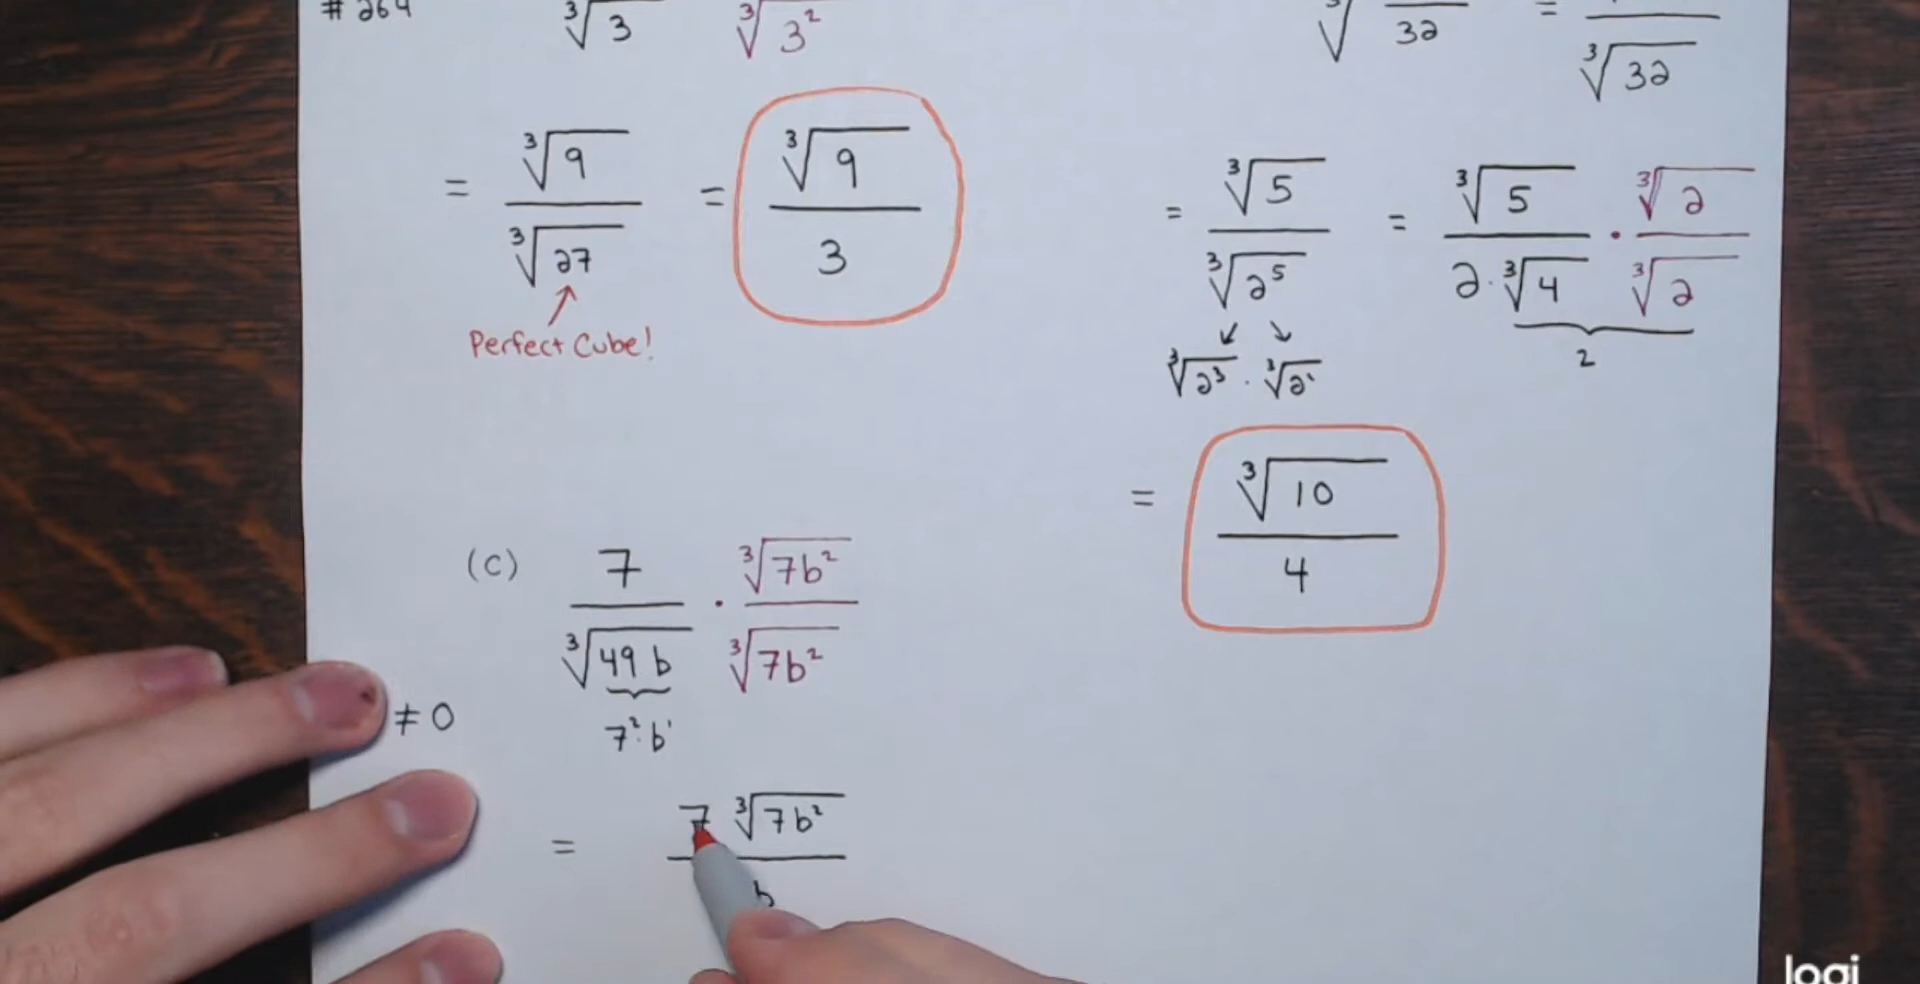 # 264
∛3 ∛3²
= ∛9 / ∛27 = ∛9 / 3
Perfect Cube!
∛ 32 = ∛32
= ∛5 / ∛2⁵ = ∛5 / 2·∛4 · ∛2 / ∛2
2
∛2³ · ∛2¹
= ∛10 / 4
(c) 7 / ∛49b · ∛7b² / ∛7b²
≠ 0
7²·b¹
= 7 ∛7b² / b
logi